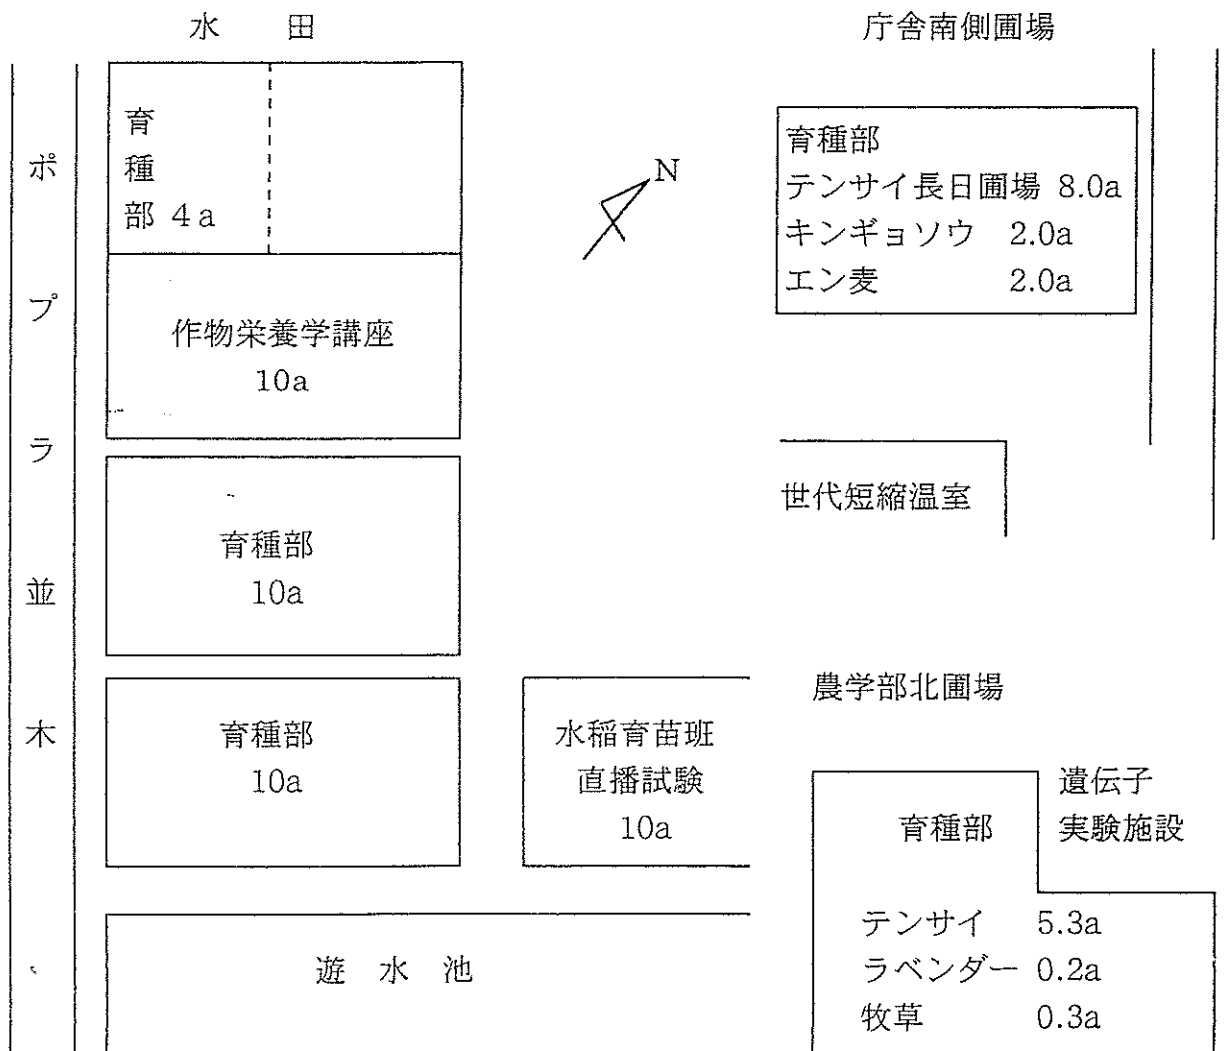 水　田
育
種
部 4a
作物栄養学講座
10a
育種部
10a
育種部
10a
水稲育苗班
直播試験
10a
遊 水 池
ポプラ並木
N
庁舎南側圃場
育種部
テンサイ長日圃場 8.0a
キンギョソウ 2.0a
エン麦 2.0a
世代短縮温室
農学部北圃場
遺伝子
実験施設
育種部
テンサイ 5.3a
ラベンダー 0.2a
牧草 0.3a